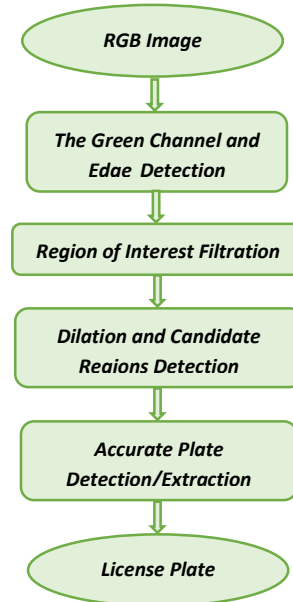 RGB Image
The Green Channel and
Edae Detection
Region of Interest Filtration
Dilation and Candidate
Reaions Detection
Accurate Plate
Detection/Extraction
License Plate